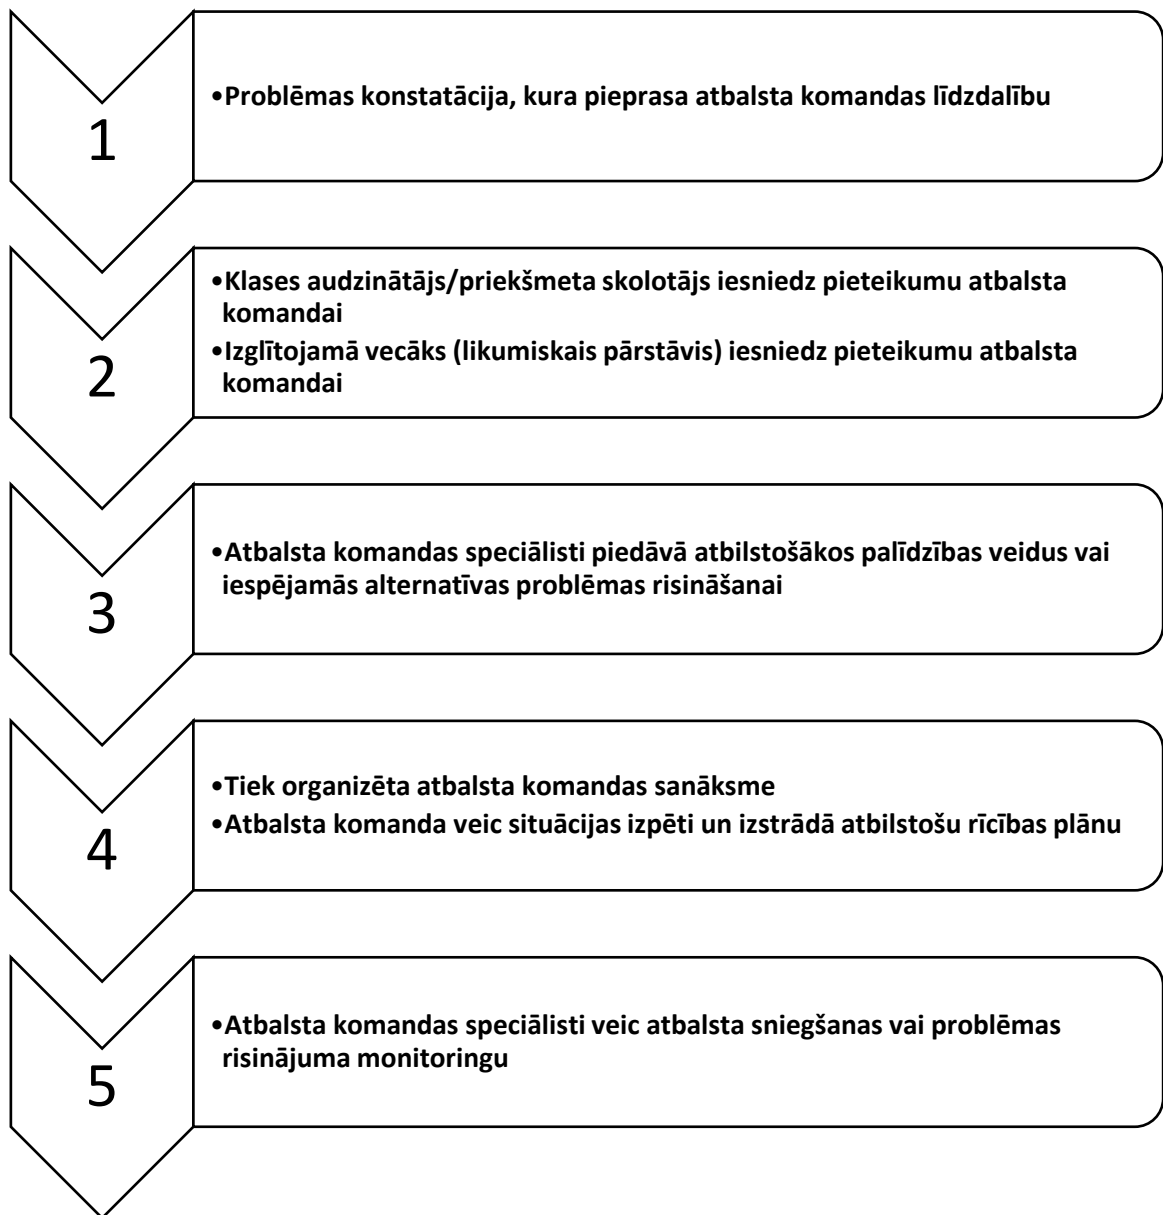 1
•Problēmas konstatācija, kura pieprasa atbalsta komandas līdzdalību
2
•Klases audzinātājs/priekšmeta skolotājs iesniedz pieteikumu atbalsta
komandai
•Izglītojamā vecāks (likumiskais pārstāvis) iesniedz pieteikumu atbalsta
komandai
3
•Atbalsta komandas speciālisti piedāvā atbilstošākos palīdzības veidus vai
iespējamās alternatīvas problēmas risināšanai
4
•Tiek organizēta atbalsta komandas sanāksme
•Atbalsta komanda veic situācijas izpēti un izstrādā atbilstošu rīcības plānu
5
•Atbalsta komandas speciālisti veic atbalsta sniegšanas vai problēmas
risinājuma monitoringu